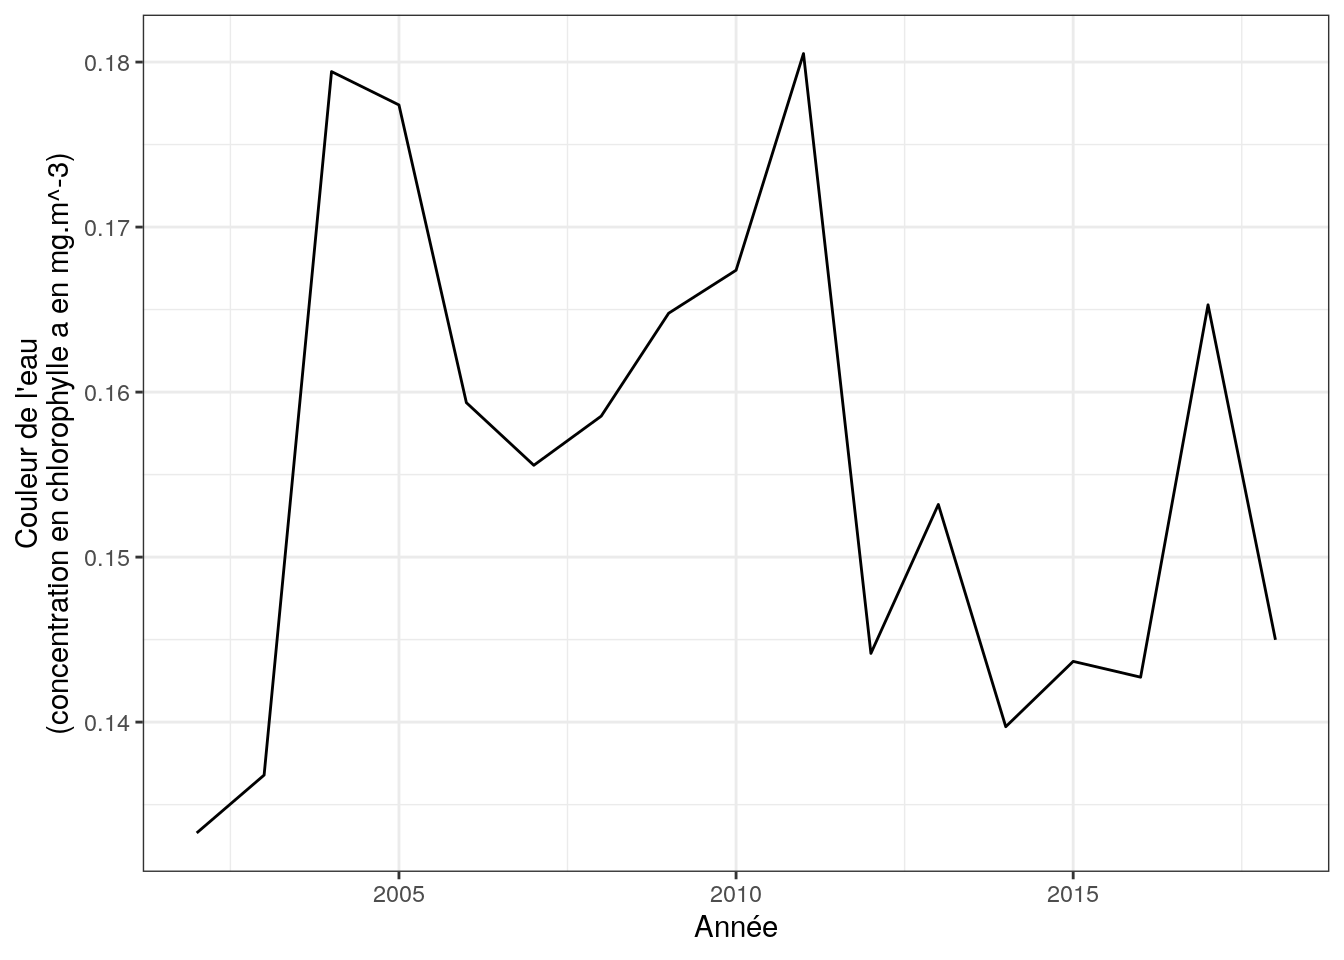 Couleur de l'eau
(concentration en chlorophylle a en mg.m^-3)
0.18
0.17
0.16
0.15
0.14
2005
2010
2015
Année